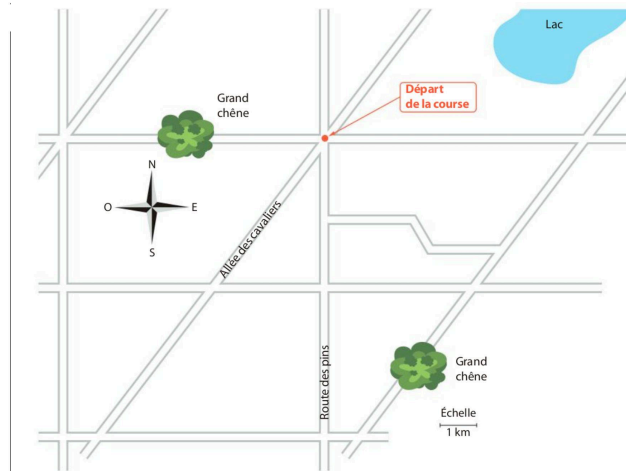 Lac
Départ
de la course
Grand
chêne
N
O
E
S
Allée des cavaliers
Route des pins
Grand
chêne
Échelle
1 km